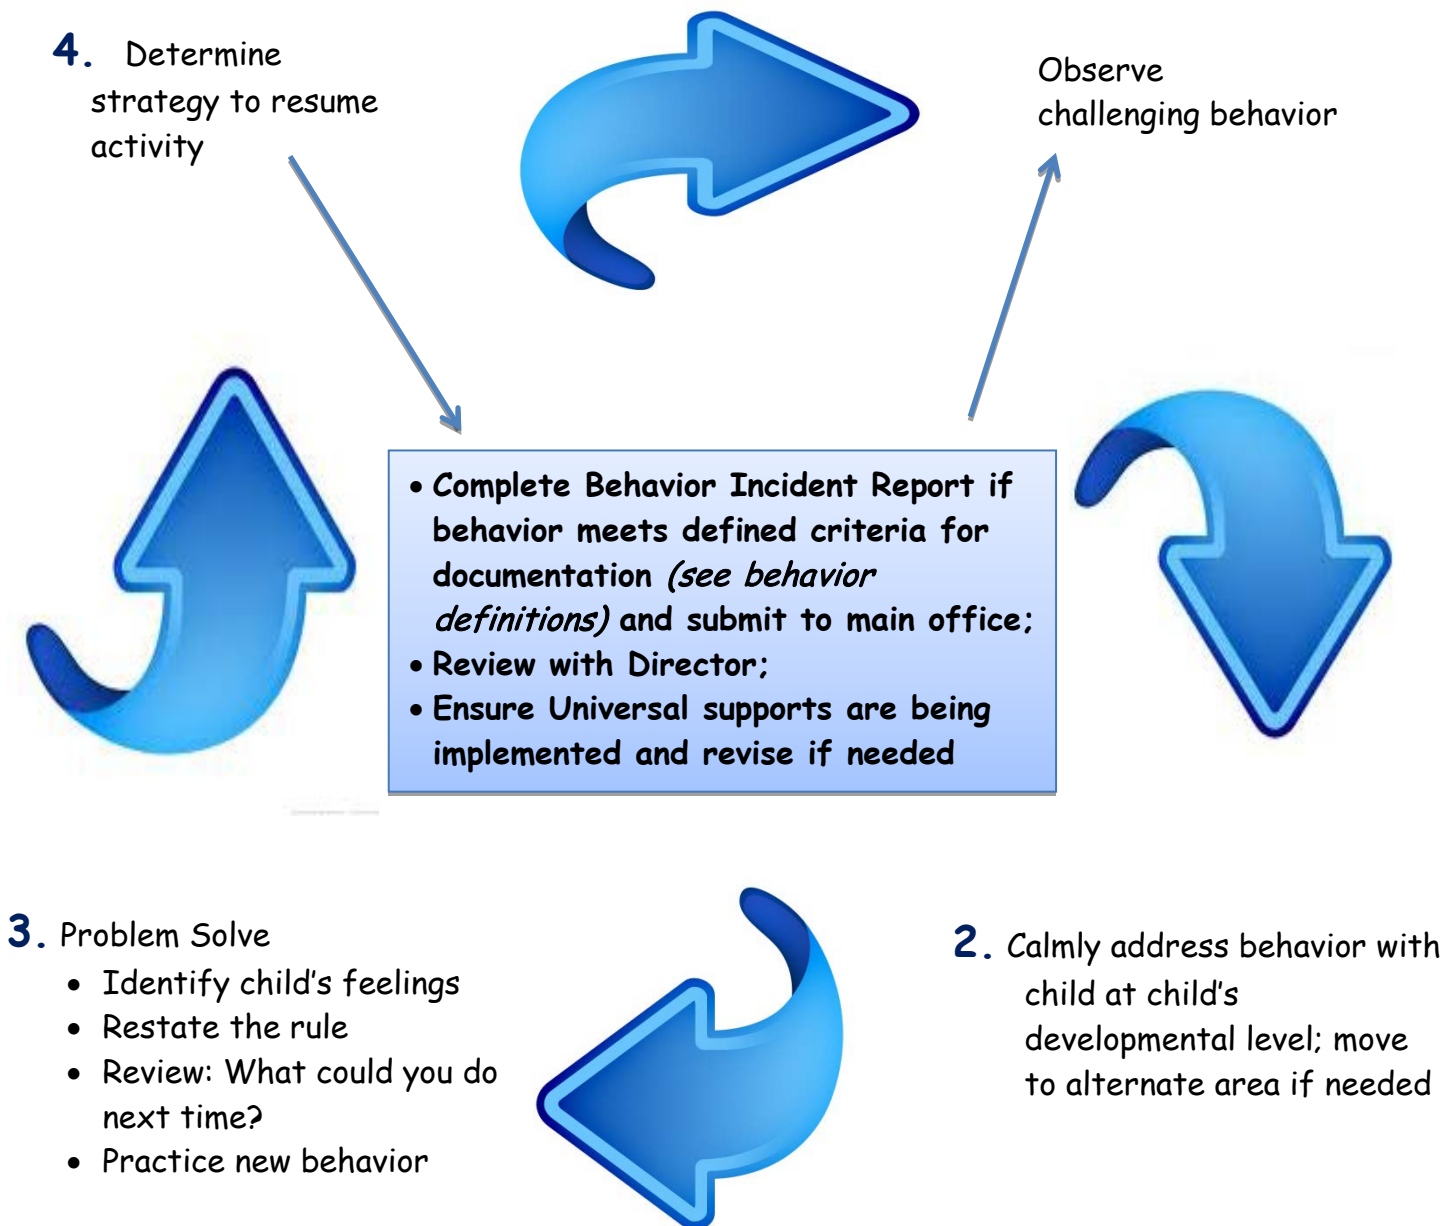 4. Determine
strategy to resume
activity
Observe
challenging behavior
• Complete Behavior Incident Report if
behavior meets defined criteria for
documentation (see behavior
definitions) and submit to main office;
• Review with Director;
• Ensure Universal supports are being
implemented and revise if needed
3. Problem Solve
• Identify child's feelings
• Restate the rule
• Review: What could you do
next time?
• Practice new behavior
2. Calmly address behavior with
child at child's
developmental level; move
to alternate area if needed